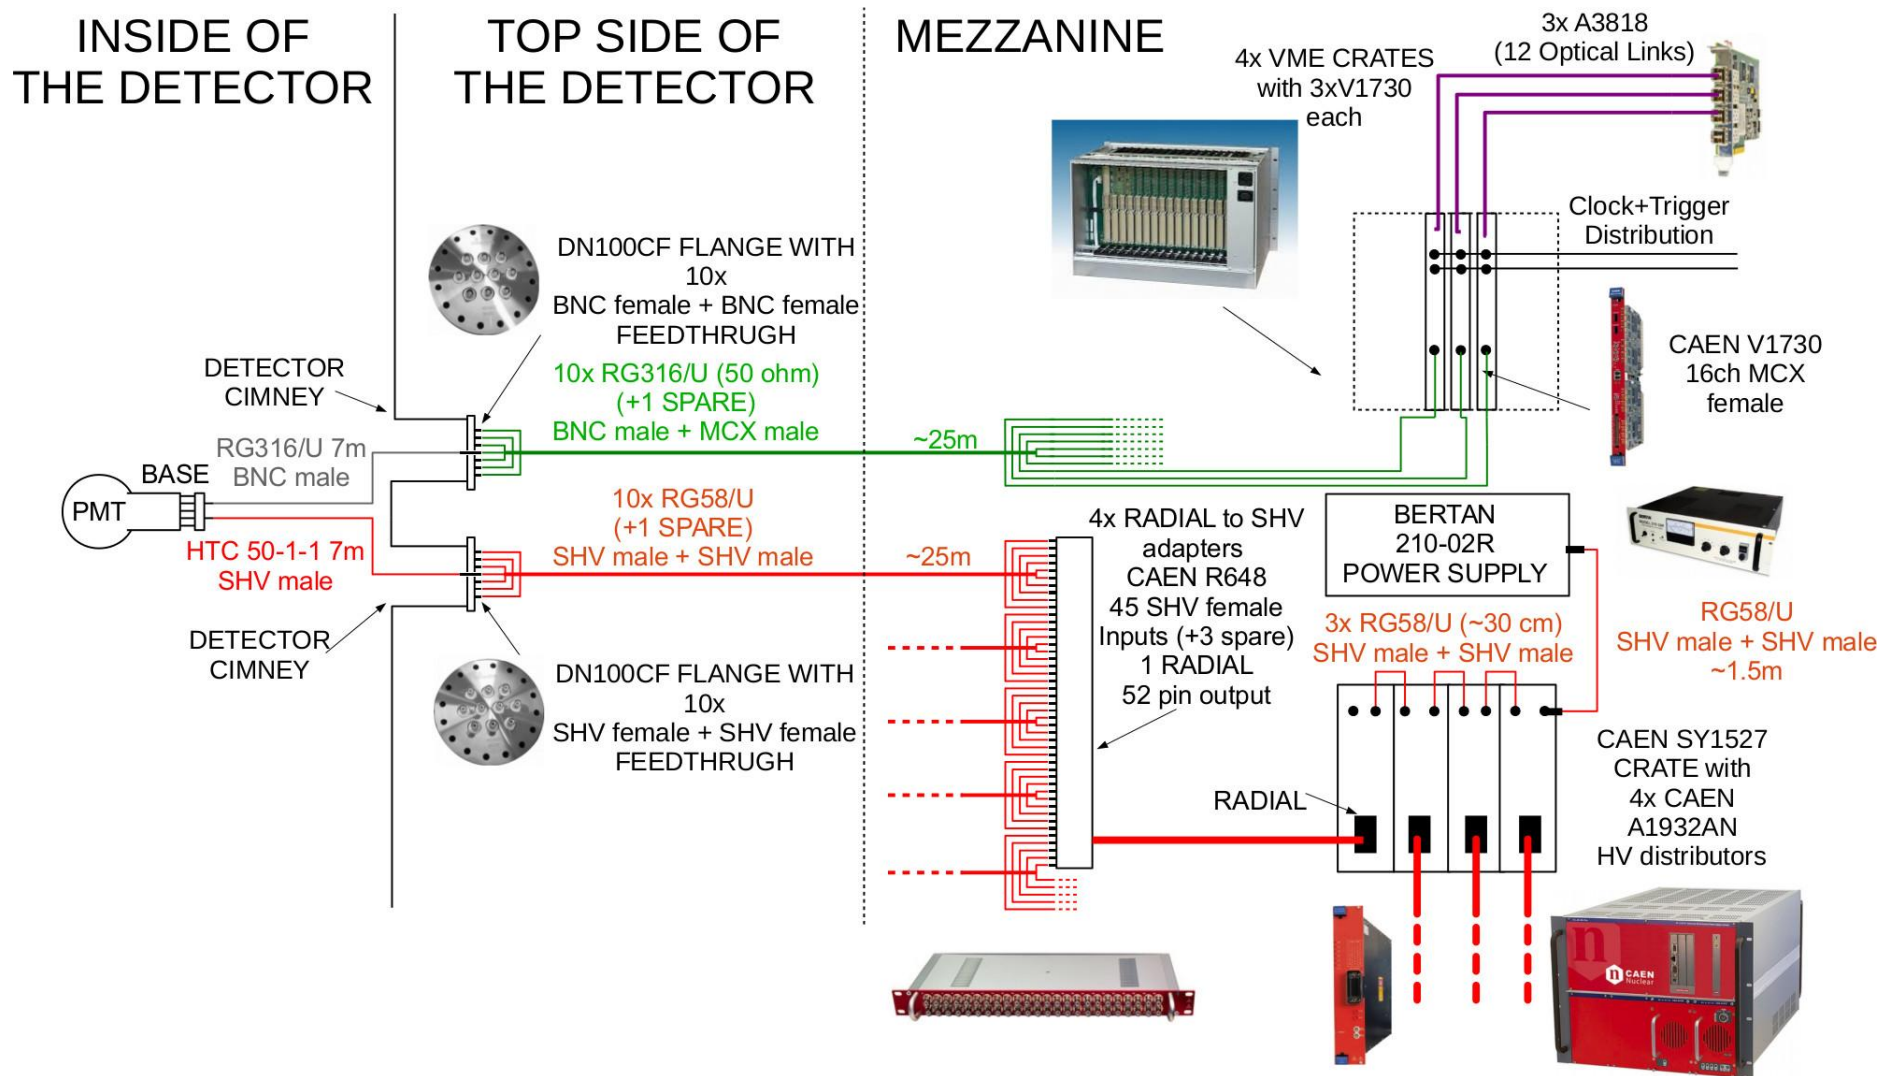 INSIDE OF
THE DETECTOR
TOP SIDE OF
THE DETECTOR
MEZZANINE
4x VME CRATES
with 3xV1730
each
3x A3818
(12 Optical Links)
Clock+Trigger
Distribution
CAEN V1730
16ch MCX
female
DN100CF FLANGE WITH
10x
BNC female + BNC female
FEEDTHRUGH
DETECTOR
CIMNEY
10x RG316/U (50 ohm)
(+1 SPARE)
BNC male + MCX male
~25m
RG316/U 7m
BNC male
BASE
PMT
HTC 50-1-1 7m
SHV male
10x RG58/U
(+1 SPARE)
SHV male + SHV male
~25m
DETECTOR
CIMNEY
DN100CF FLANGE WITH
10x
SHV female + SHV female
FEEDTHRUGH
4x RADIAL to SHV
adapters
CAEN R648
45 SHV female
Inputs (+3 spare)
1 RADIAL
52 pin output
BERTAN
210-02R
POWER SUPPLY
3x RG58/U (~30 cm)
SHV male + SHV male
RG58/U
SHV male + SHV male
~1.5m
RADIAL
CAEN SY1527
CRATE with
4x CAEN
A1932AN
HV distributors
n
CAEN
Nuclear